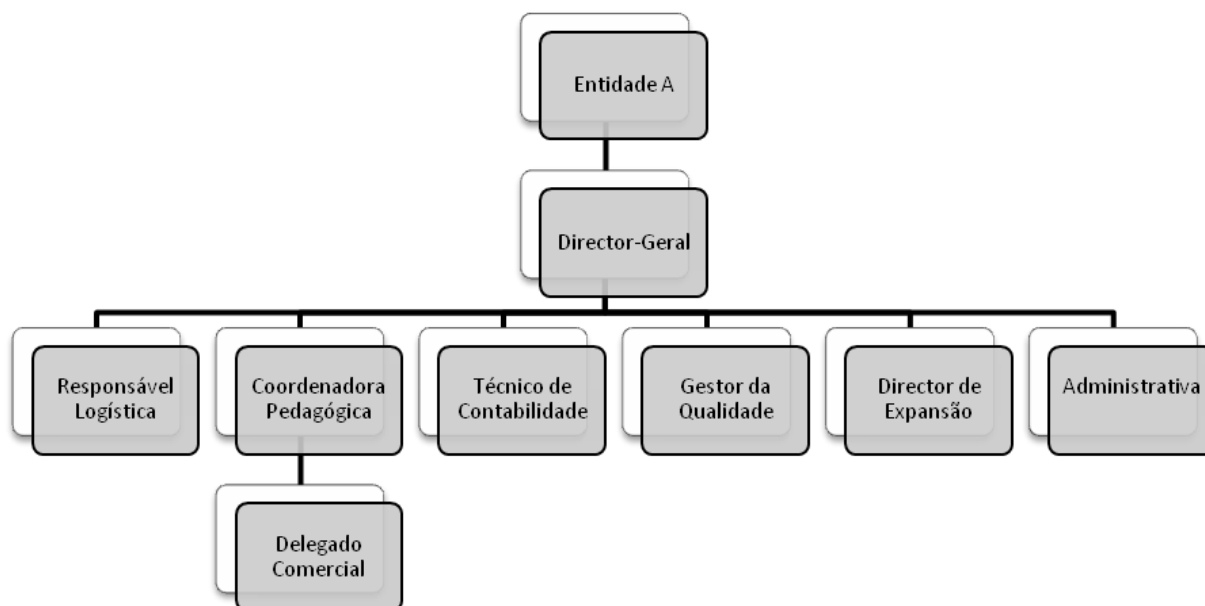 Entidade A
Director-Geral
Responsável
Logística
Coordenadora
Pedagógica
Técnico de
Contabilidade
Gestor da
Qualidade
Director de
Expansão
Administrativa
Delegado
Comercial